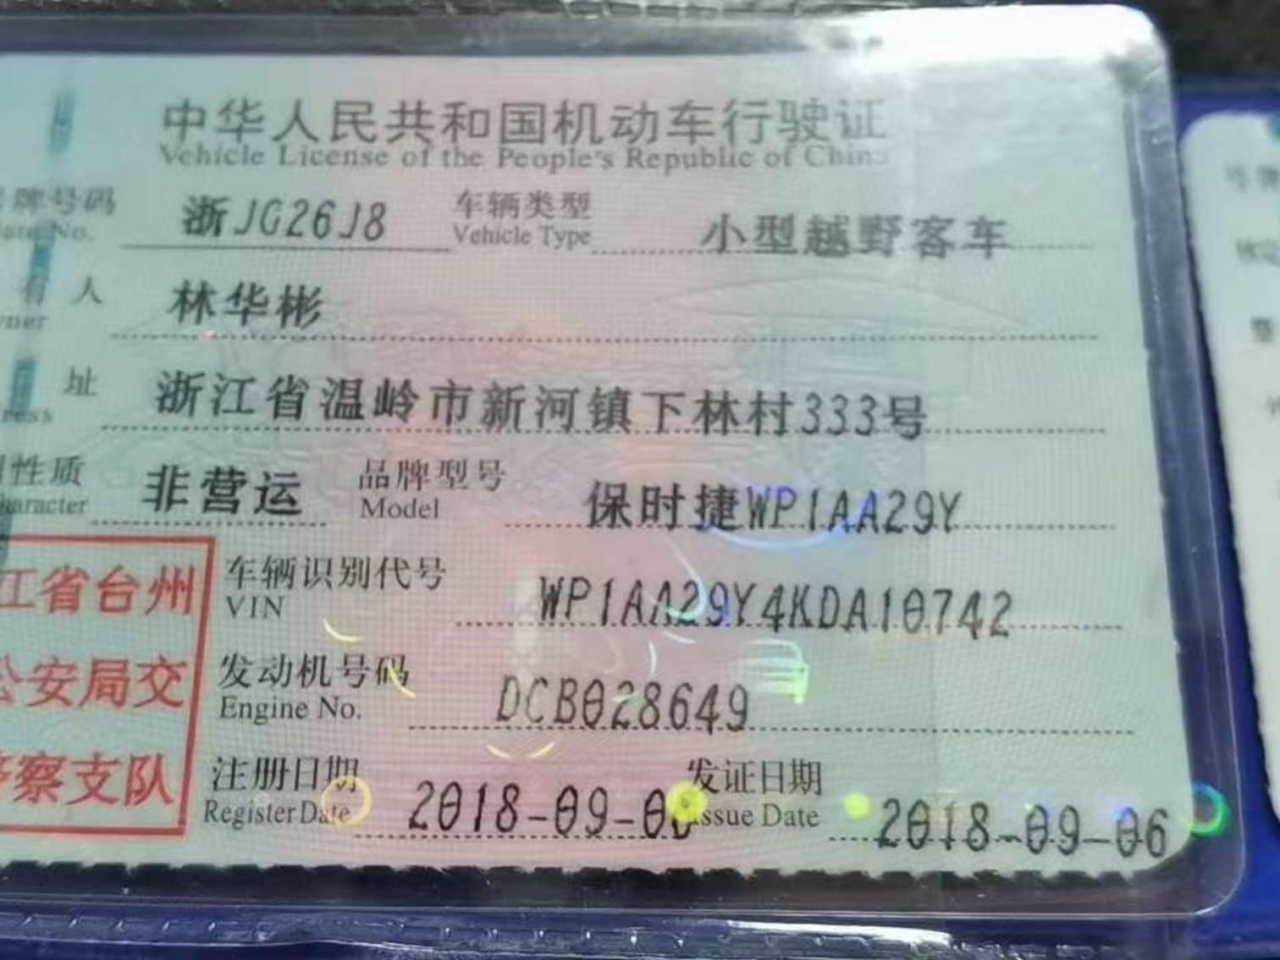 中华人民共和国机动车行驶证
Vehicle License of the People's Republic of China
号牌号码 浙JG26J8 车辆类型 小型越野客车
Plate No. Vehicle Type
有人 林华彬
址 浙江省温岭市新河镇下林村333号
性质 非营运 品牌型号 保时捷WP1AA29Y
Character Model
车辆识别代号 WP1AA29Y4KDA10742
VIN
江省台州
公安局交
警察支队
发动机号码 DCB028649
Engine No.
注册日期 2018-09-06 发证日期 2018-09-06
Register Date Issue Date